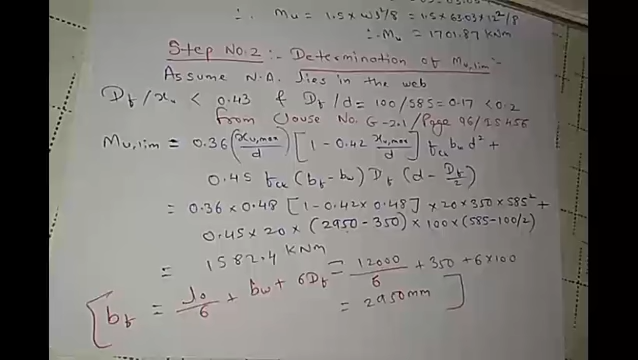 ∴ Mu = 1.5 × wl²/8 = 1.5 × 63.03×12²/8
∴ Mu = 1701.87 KNm
Step No.2 :- Determination of Mu,lim :-
Assume N.A. lies in the web
Df/xu < 0.43 & Df/d = 100/585 = 0.17 < 0.2
from Clouse No. G-2.1/Page 96/IS 456
Mu,lim = 0.36 (xu,max/d) [1 - 0.42 xu,max/d] fck bw d² +
0.45 fck (bf - bw) Df (d - Df/2)
= 0.36 × 0.48 [1 - 0.42 × 0.48] × 20 × 350 × 585² +
0.45 × 20 × (2950 - 350) × 100 × (585 - 100/2)
= 1582.4 KNm
[bf = lo/6 + bw + 6Df = 12000/6 + 350 + 6×100
= 2950mm]